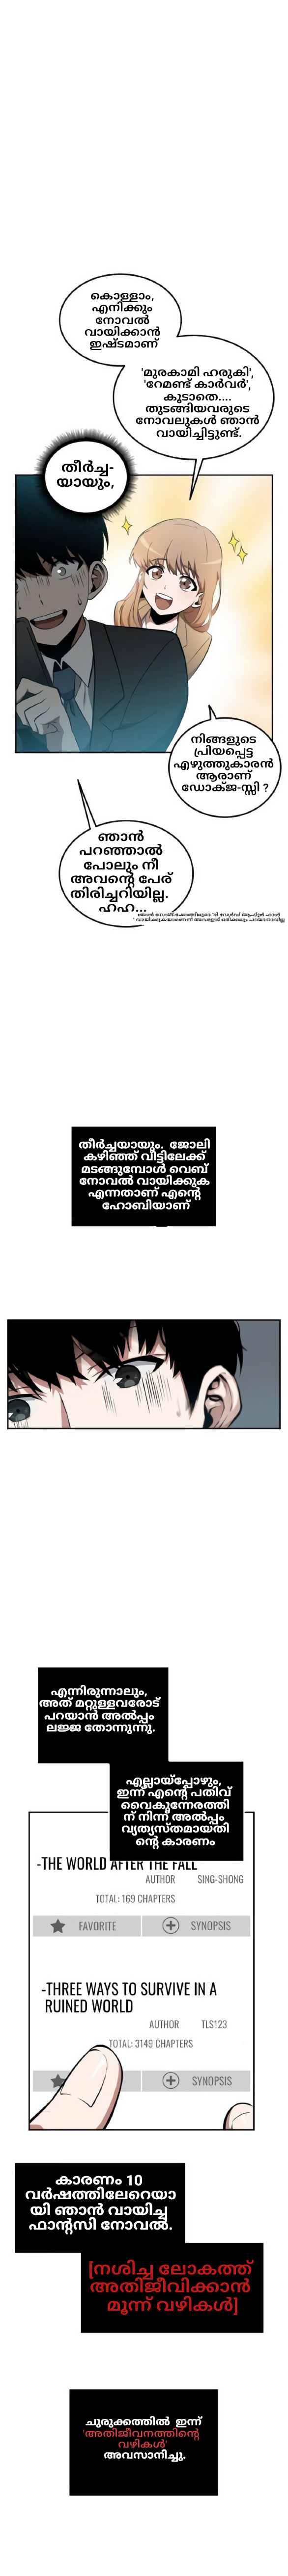 കൊള്ളാം,
എനിക്കും
നോവൽ
വായിക്കാൻ
ഇഷ്ടമാണ്
'മുരകാമി ഹരുകി',
'റേമണ്ട് കാർവർ',
കൂടാതെ....
തുടങ്ങിയവരുടെ
നോവലുകൾ ഞാൻ
വായിച്ചിട്ടുണ്ട്.
തീർച്ച-
യായും,
നിങ്ങളുടെ
പ്രിയപ്പെട്ട
എഴുത്തുകാരൻ
ആരാണ്
ഡോക്ജ-സ്സി ?
ഞാൻ
പറഞ്ഞാൽ
പോലും നീ
അവന്റെ പേര്
തിരിച്ചറിയില്ല.
ഹഹ...
തീർച്ചയായും. ജോലി
കഴിഞ്ഞ് വീട്ടിലേക്ക്
മടങ്ങുമ്പോൾ വെബ്
നോവൽ വായിക്കുക
എന്നതാണ് എന്റെ
ഹോബിയാണ്
എന്നിരുന്നാലും,
അത് മറ്റുള്ളവരോട്
പറയാൻ അൽപ്പം
ലജ്ജ തോന്നുന്നു.
എല്ലായ്പ്പോഴും,
ഇന്ന് എന്റെ പതിവ്
വൈകുന്നേരത്തി
ന് നിന്ന് അൽപ്പം
വ്യത്യസ്തമായതി
ന്റെ കാരണം
-THE WORLD AFTER THE FALL
AUTHOR SING-SHONG
TOTAL: 169 CHAPTERS
FAVORITE SYNOPSIS
-THREE WAYS TO SURVIVE IN A
RUINED WORLD
AUTHOR TLS123
TOTAL: 3149 CHAPTERS
SYNOPSIS
കാരണം 10
വർഷത്തിലേറെയാ
യി ഞാൻ വായിച്ച
ഫാന്റസി നോവൽ.
[നശിച്ച ലോകത്ത്
അതിജീവിക്കാൻ
മൂന്ന് വഴികൾ]
ചുരുക്കത്തിൽ ഇന്ന്
'അതിജീവനത്തിന്റെ
വഴികൾ'
അവസാനിച്ചു.